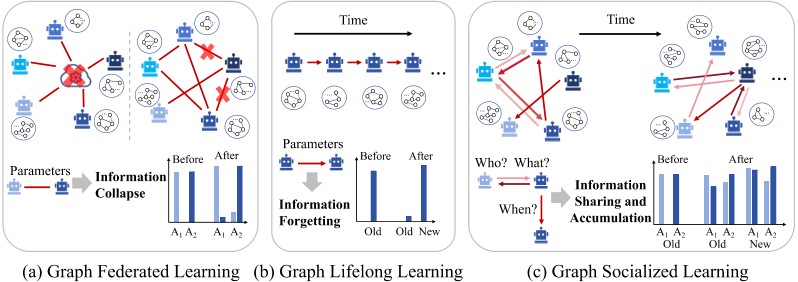 Parameters
Information
Collapse
Before
After
A1 A2
A1 A2
(a) Graph Federated Learning
Time
...
Parameters
Information
Forgetting
Before
After
Old
Old New
(b) Graph Lifelong Learning
Time
...
Who? What?
When?
Information
Sharing and
Accumulation
Before
After
A1 A2
A1 A2
A1 A2
Old
Old
New
(c) Graph Socialized Learning